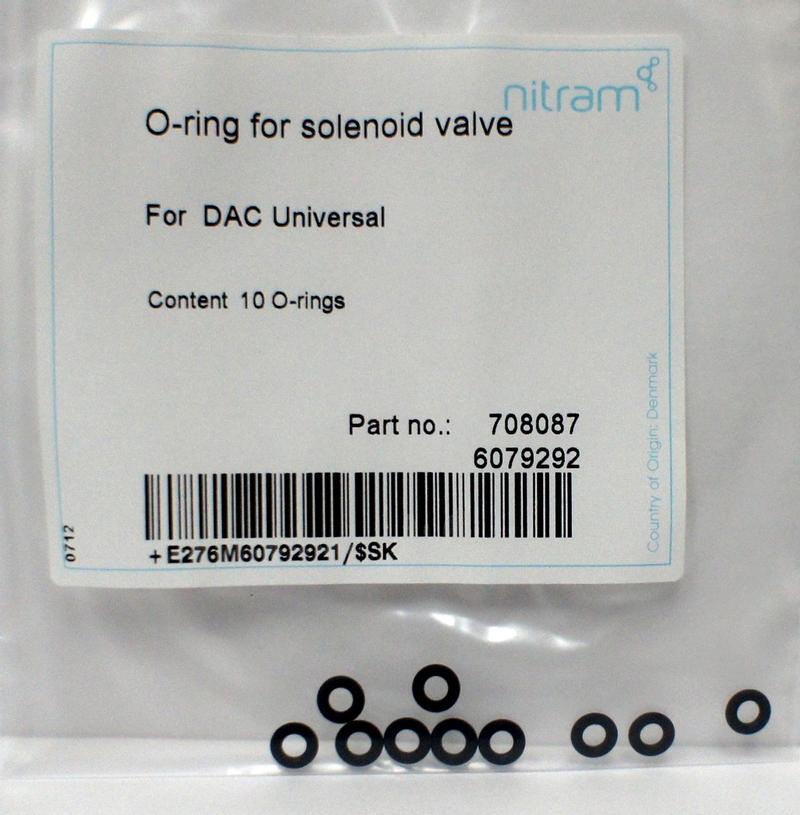 nitram
O-ring for solenoid valve
For DAC Universal
Content 10 O-rings
Part no.: 708087
6079292
+E276M60792921/$SK
0712
Country of Origin: Denmark